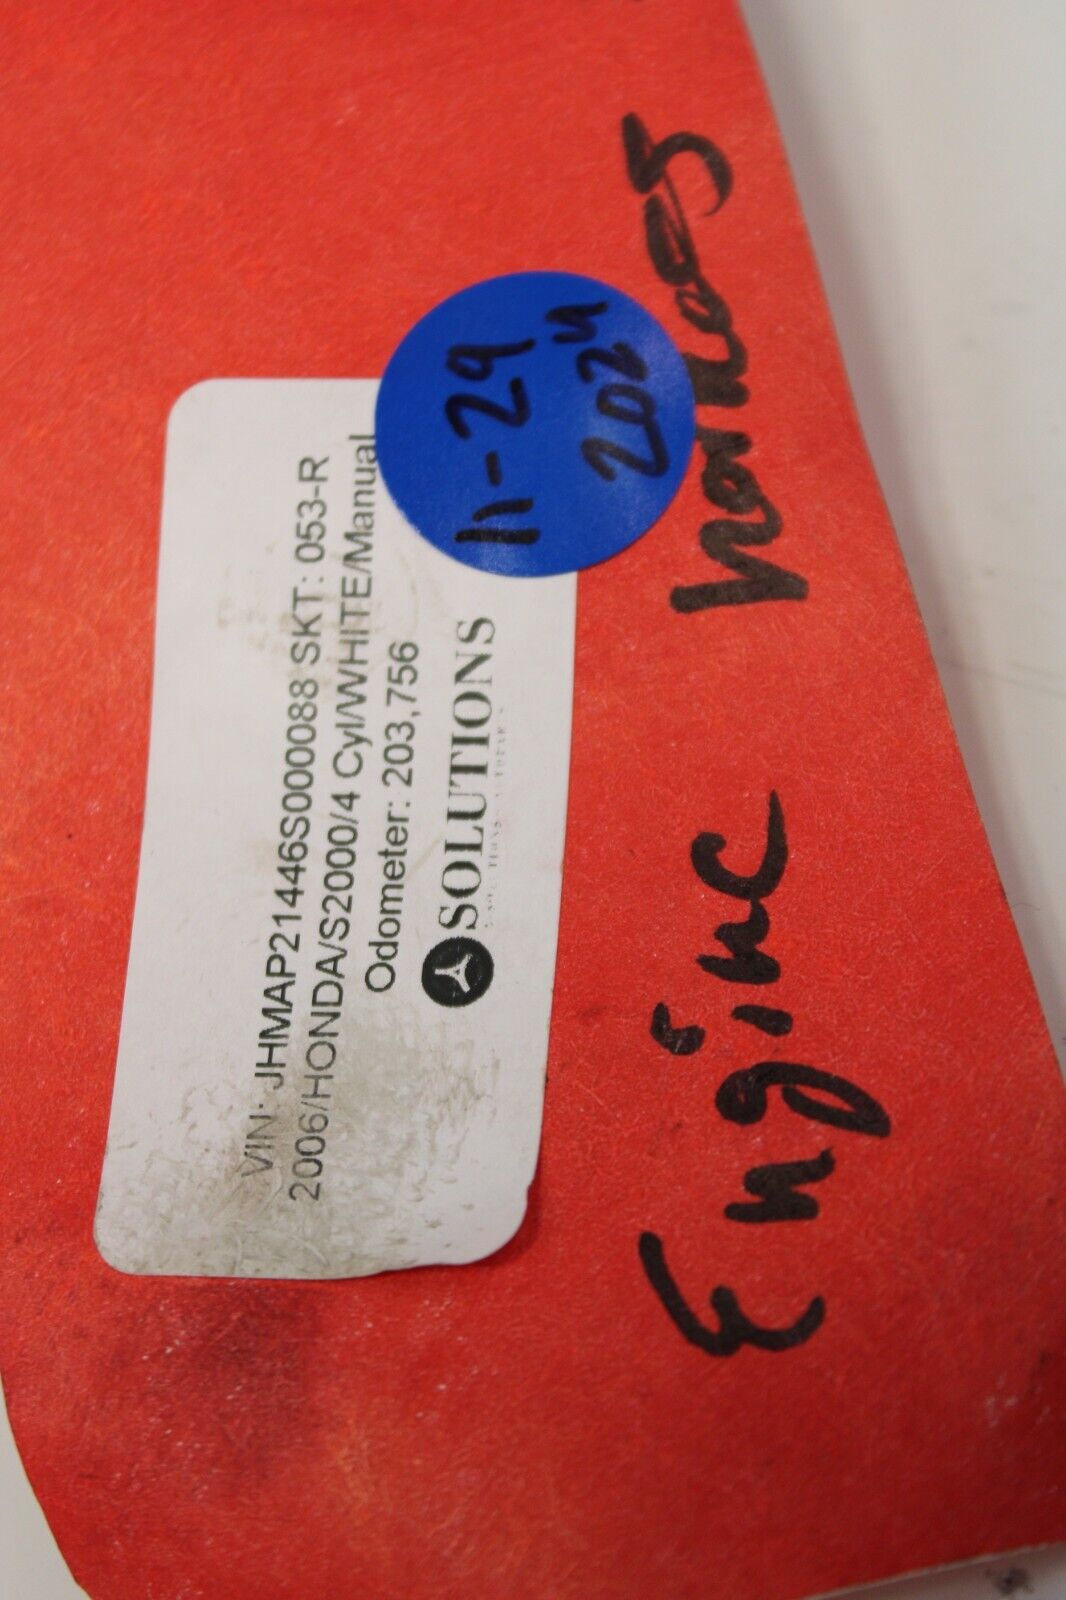 VIN: JHMAP21446S000088 SKT: 053-R
2006/HONDA/S2000/4 Cyl/WHITE/Manual
Odometer: 203,756
SOLUTIONS
11-29
2024
Engine